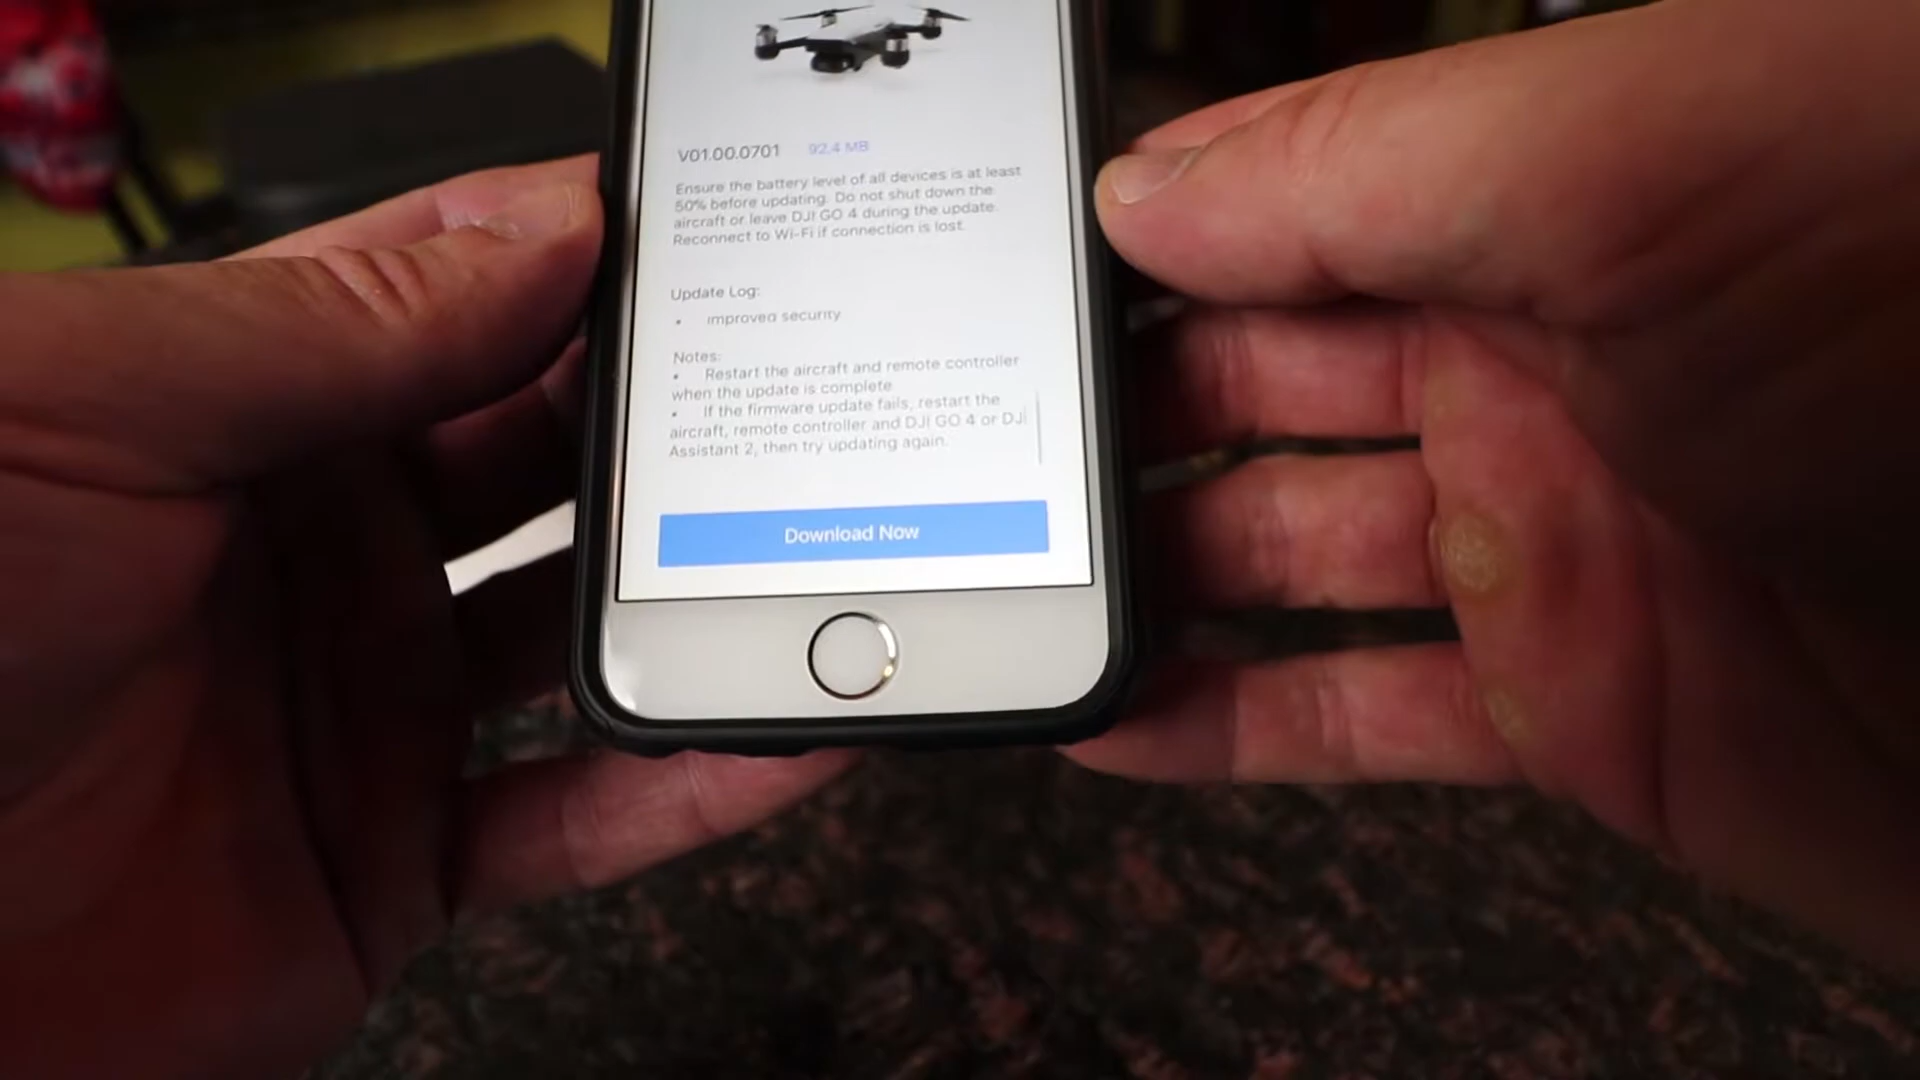 V01.00.0701 92.4 MB
Ensure the battery level of all devices is at least
50% before updating. Do not shut down the
aircraft or leave DJI GO 4 during the update.
Reconnect to Wi-Fi if connection is lost.
Update Log:
• Improved security
Notes:
• Restart the aircraft and remote controller
when the update is complete
• If the firmware update fails, restart the
aircraft, remote controller and DJI GO 4 or DJI
Assistant 2, then try updating again.
Download Now